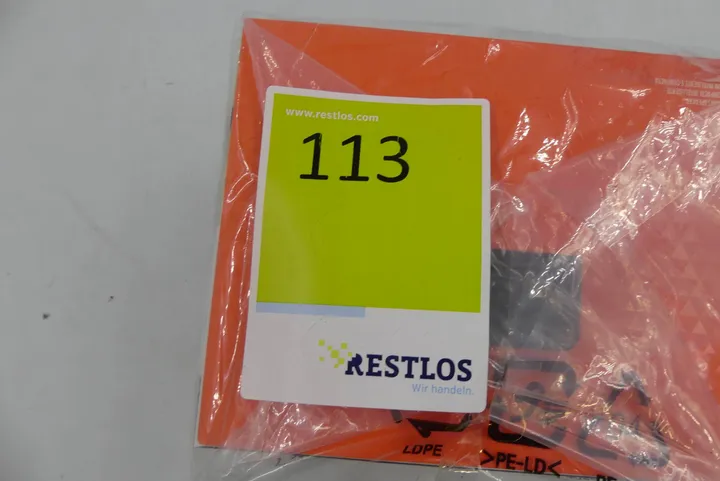 www.restlos.com
113
RESTLOS
Wir handeln.
LDPE
>PE-LD<